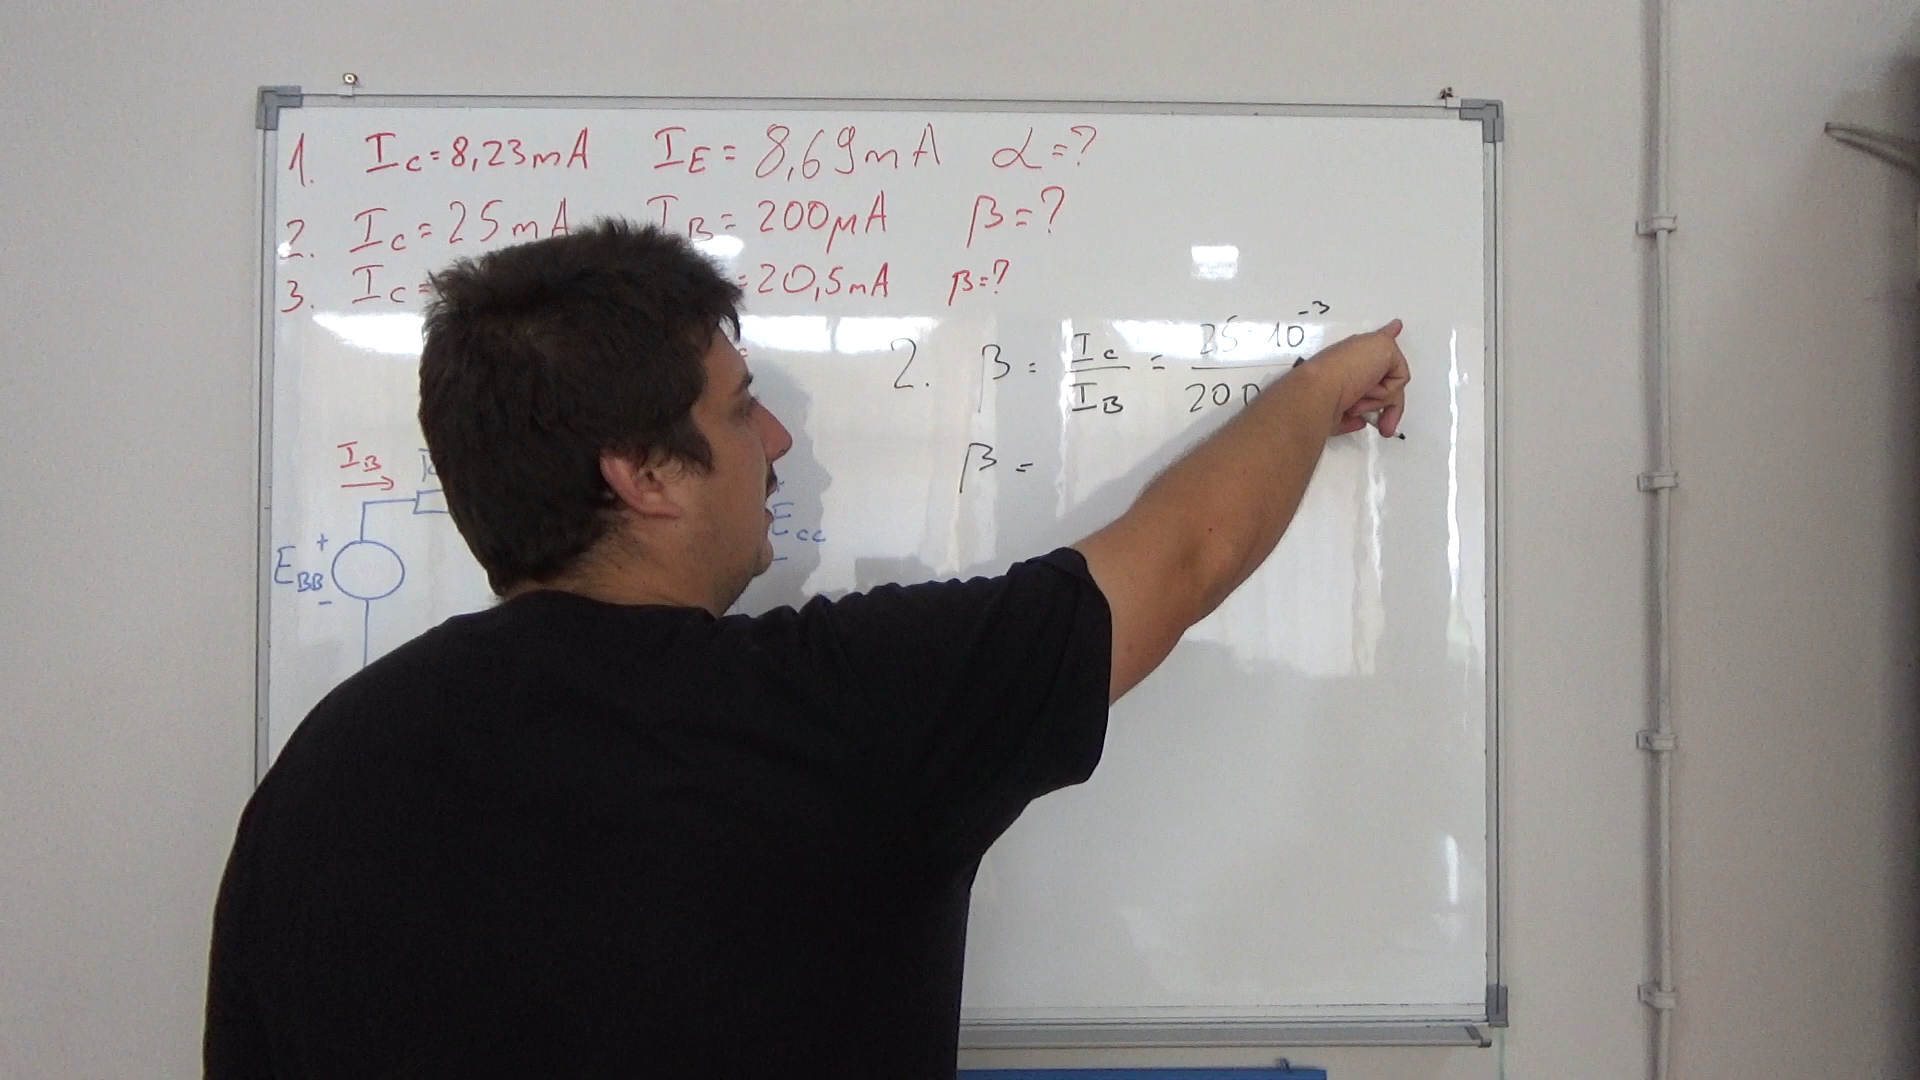 1. I_C = 8,23mA I_E = 8,69mA α = ?
2. I_C = 25mA I_B = 200μA β = ?
3. I_C = = 20,5mA β = ?
2. β = I_C / I_B = 25·10^-3 / 200
β =
I_B
E_BB + -
E_CC -